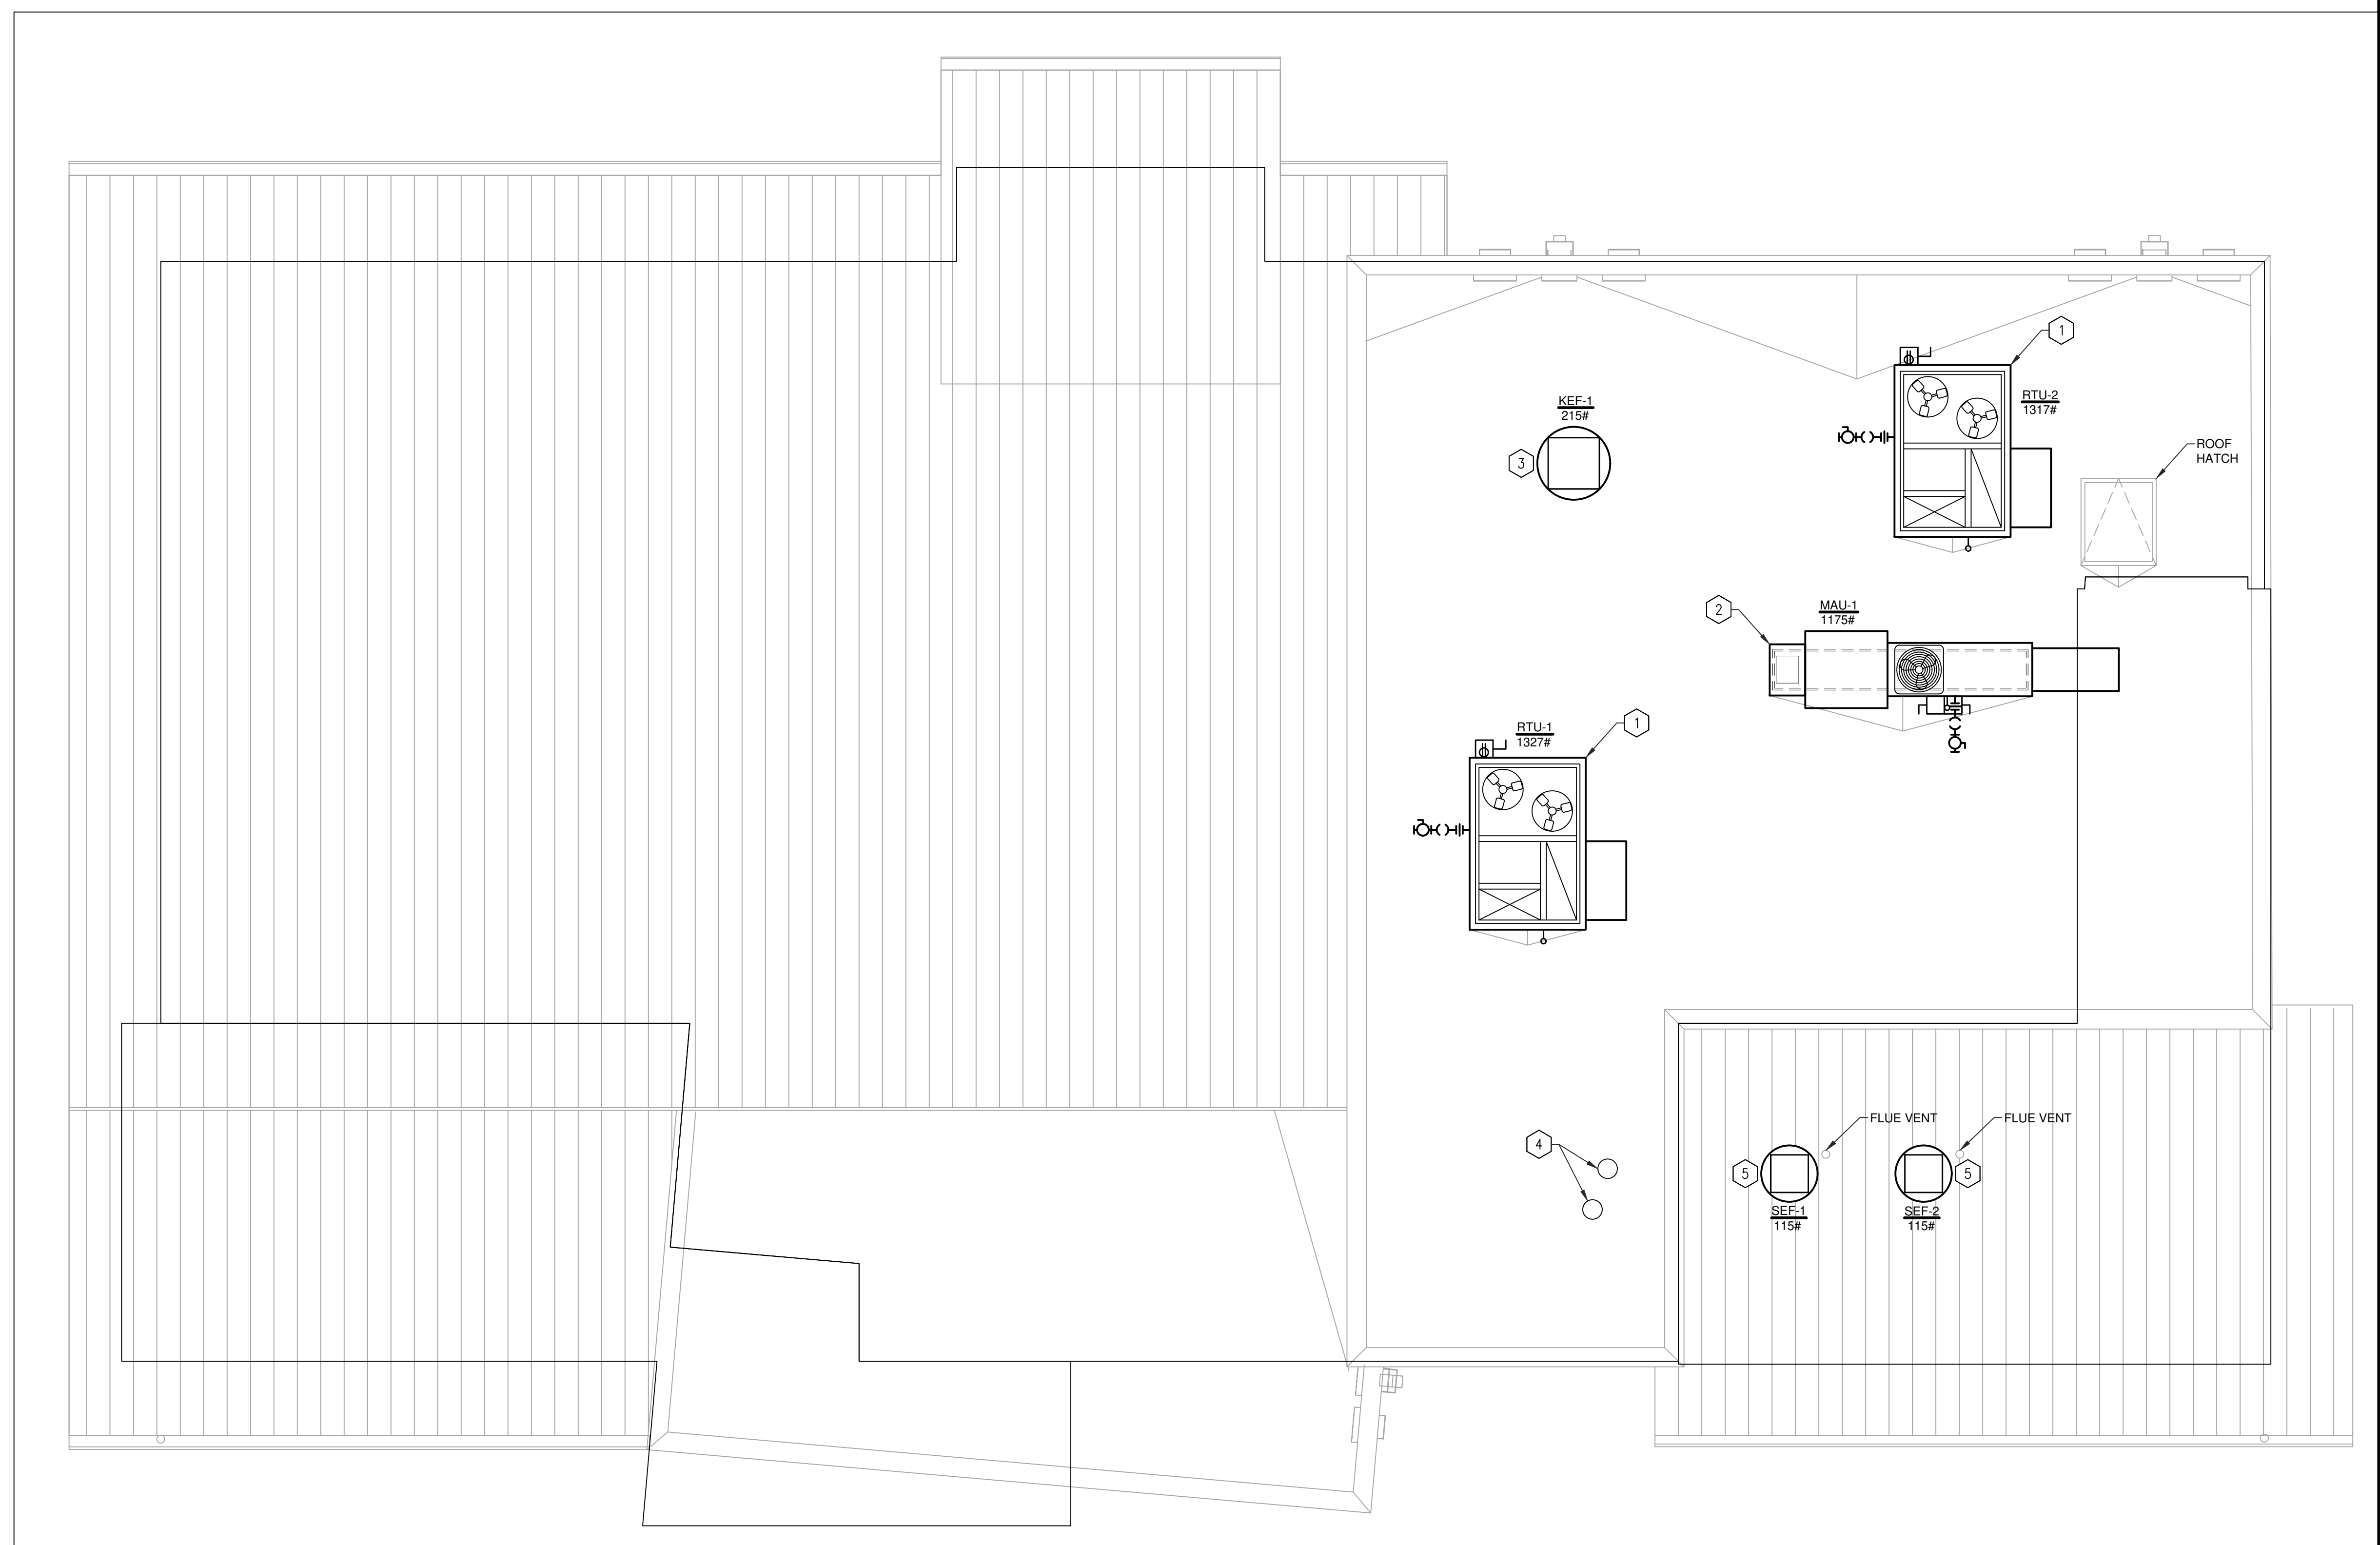 1
KEF-1
215#
3
RTU-2
1317#
ROOF
HATCH
2
MAU-1
1175#
RTU-1
1327#
1
4
FLUE VENT
FLUE VENT
5
5
SEF-1
115#
SEF-2
115#